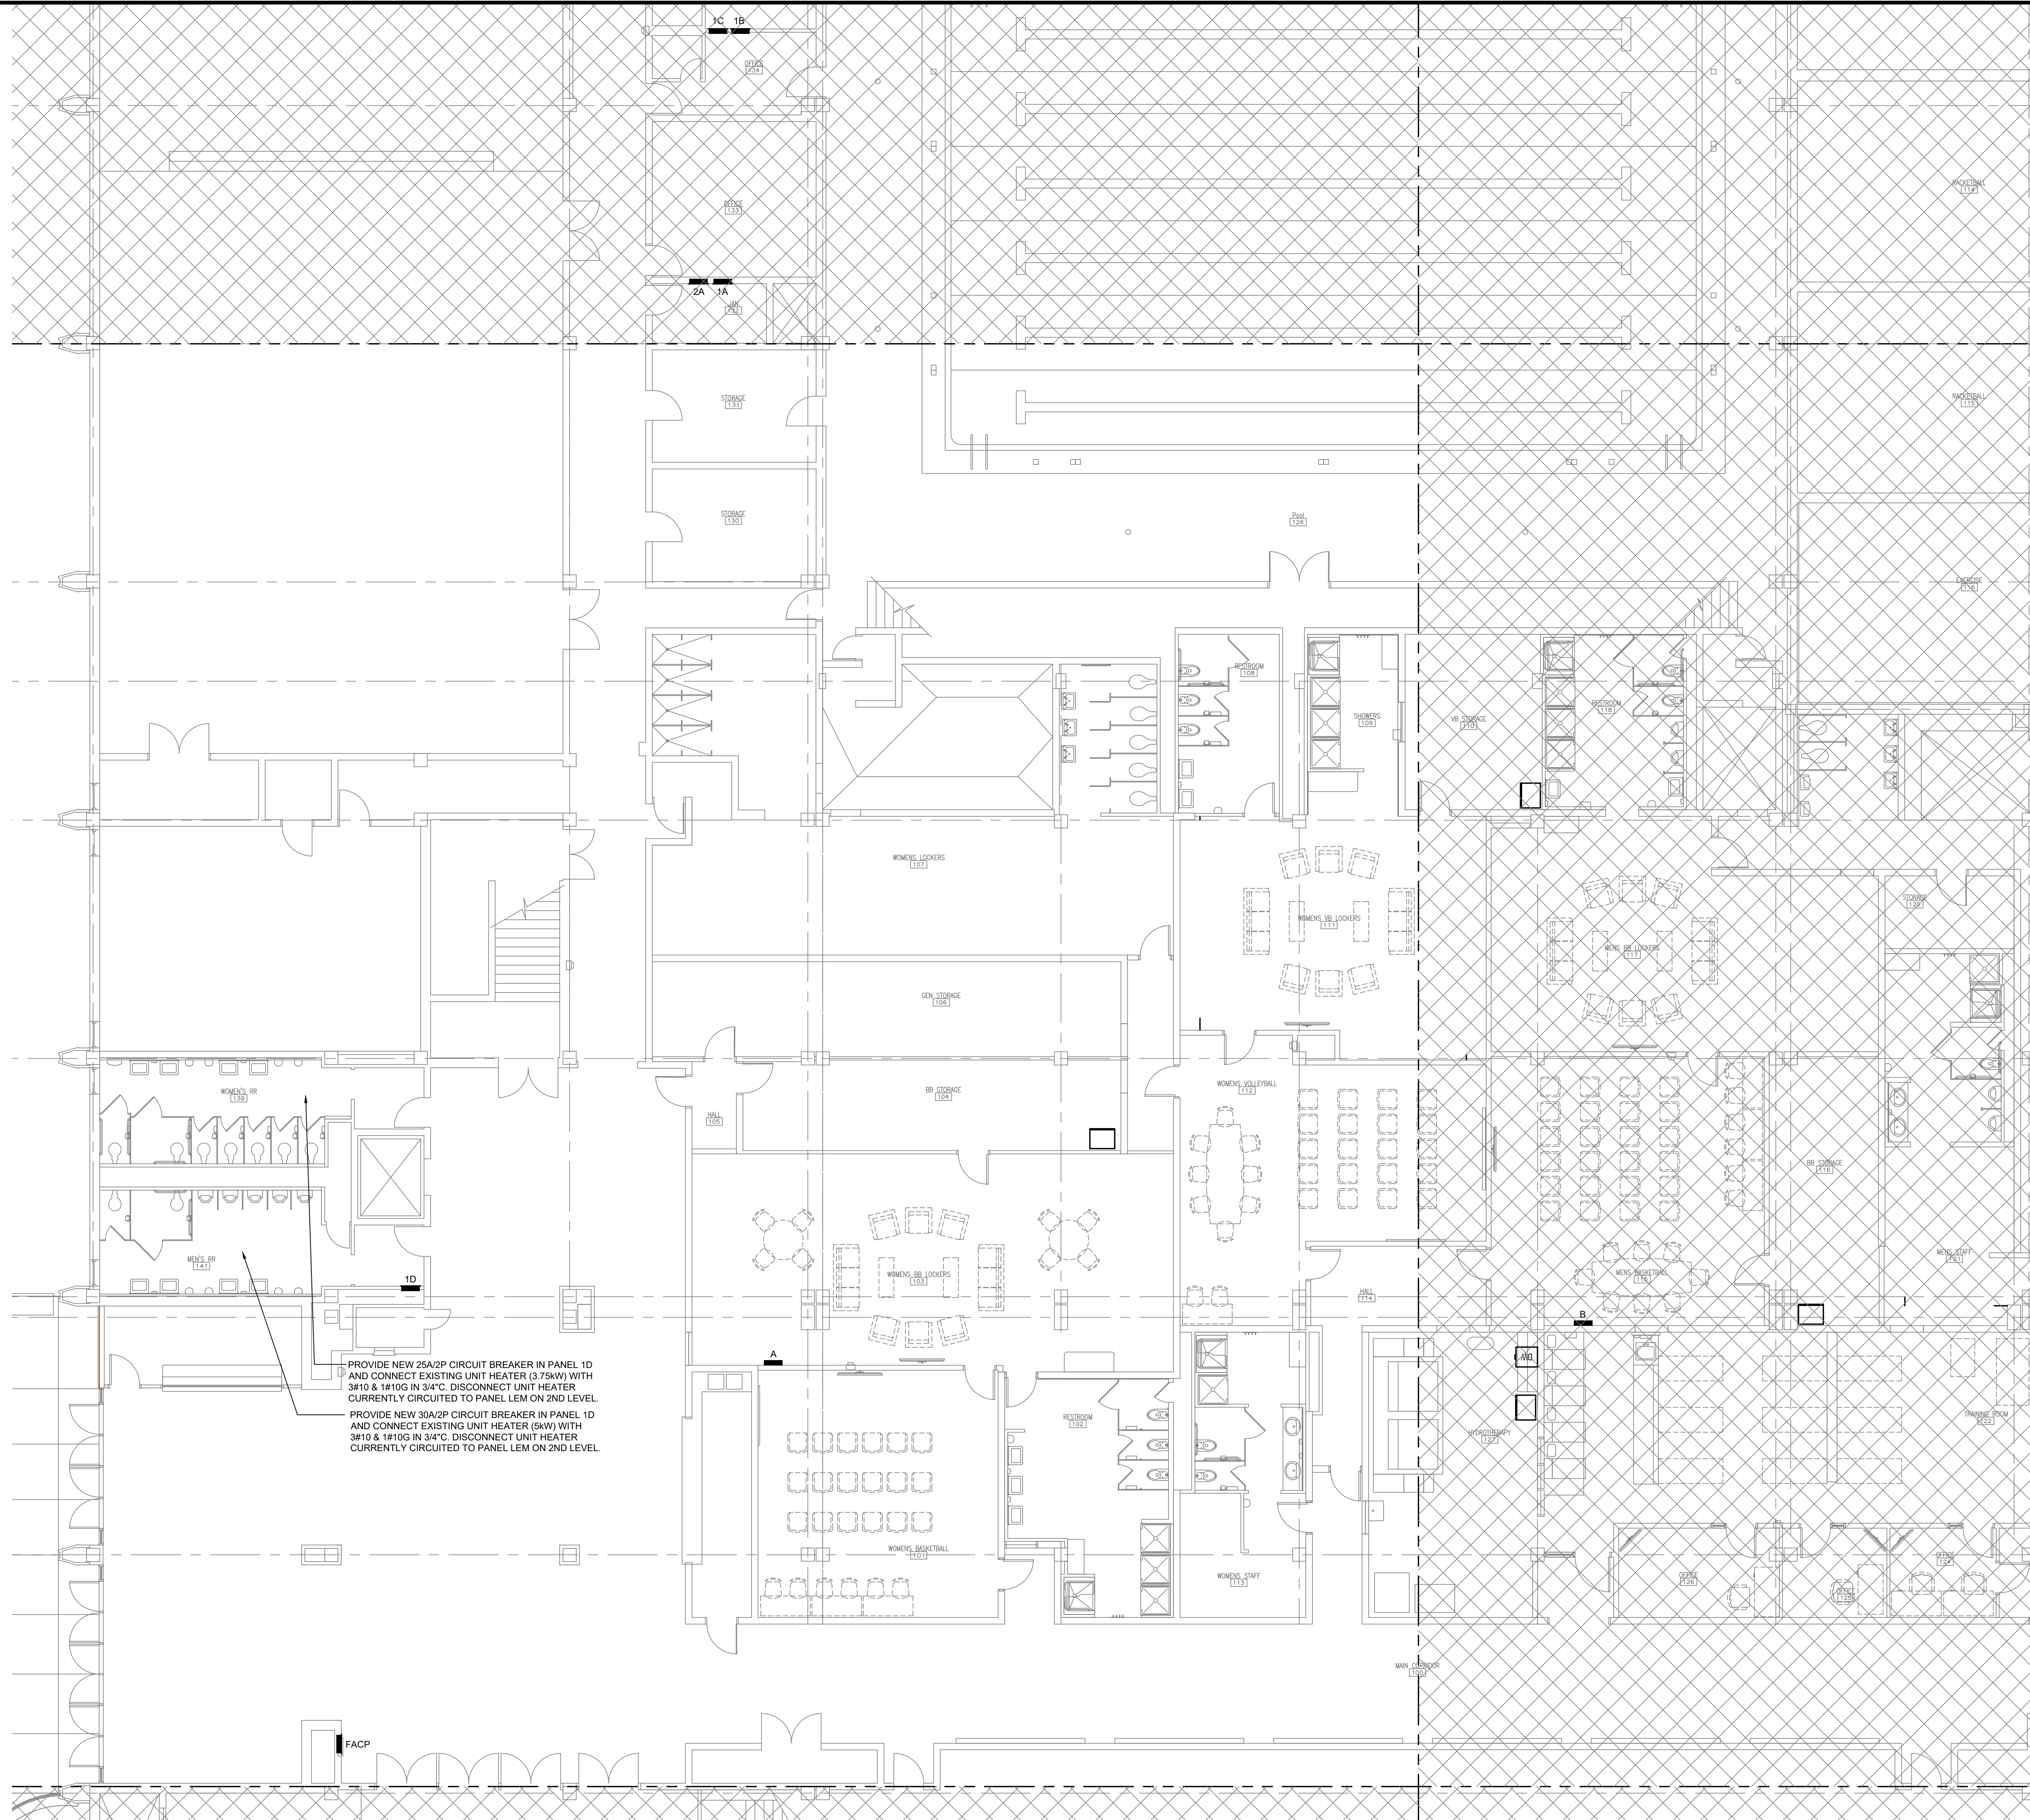 1C 1B
OFFICE
134
RACKETBALL
114
OFFICE
133
2A 1A
JAN
132
STORAGE
131
RACKETBALL
115
STORAGE
130
Pool
126
EXERCISE
116
RESTROOM
108
SHOWERS
109
VB STORAGE
110
RESTROOM
118
WOMENS LOCKERS
107
WOMENS VB LOCKERS
111
STORAGE
120
MENS BB LOCKERS
117
GEN STORAGE
106
WOMEN'S RR
139
BB STORAGE
104
HALL
105
WOMENS VOLLEYBALL
112
BB STORAGE
116
MEN'S RR
141
1D
WOMENS BB LOCKERS
103
MENS BASKETBALL
115
MENS STAFF
121
HALL
114
B
A
DW
PROVIDE NEW 25A/2P CIRCUIT BREAKER IN PANEL 1D
AND CONNECT EXISTING UNIT HEATER (3.75kW) WITH
3#10 & 1#10G IN 3/4"C. DISCONNECT UNIT HEATER
CURRENTLY CIRCUITED TO PANEL LEM ON 2ND LEVEL.
PROVIDE NEW 30A/2P CIRCUIT BREAKER IN PANEL 1D
AND CONNECT EXISTING UNIT HEATER (5kW) WITH
3#10 & 1#10G IN 3/4"C. DISCONNECT UNIT HEATER
CURRENTLY CIRCUITED TO PANEL LEM ON 2ND LEVEL.
RESTROOM
102
HYDROTHERAPY
127
TRAINING ROOM
122
WOMENS BASKETBALL
101
WOMENS STAFF
113
OFFICE
126
OFFICE
125
OFFICE
124
MAIN CORRIDOR
100
FACP